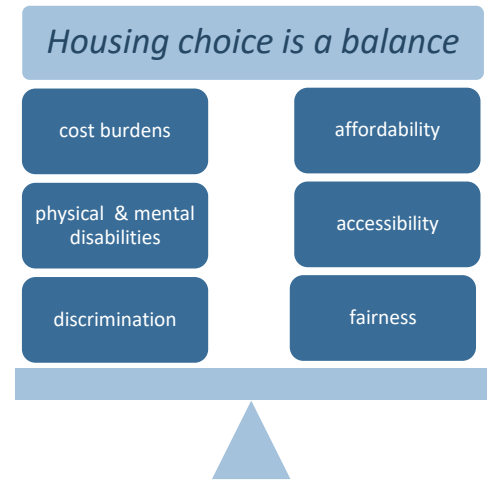 Housing choice is a balance
cost burdens
affordability
physical & mental
disabilities
accessibility
discrimination
fairness